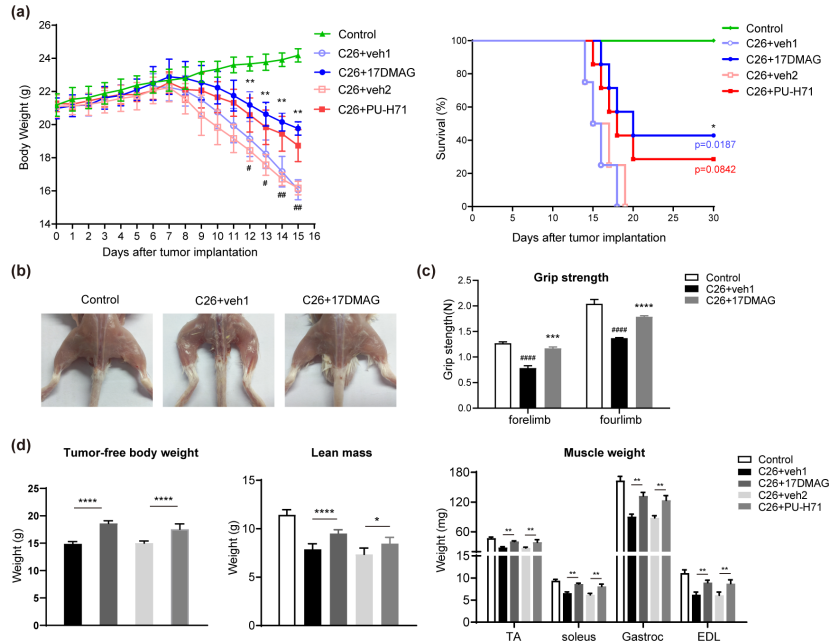 (a)
26
24
22
20
18
16
14
Body Weight (g)
0 1 2 3 4 5 6 7 8 9 10 11 12 13 14 15 16
Days after tumor implantation
** ** ** **
# # ## ##
Control
C26+veh1
C26+17DMAG
C26+veh2
C26+PU-H71
100
80
60
40
20
0
Survival (%)
0 5 10 15 20 25 30
Days after tumor implantation
*
p=0.0187
p=0.0842
Control
C26+veh1
C26+17DMAG
C26+veh2
C26+PU-H71
(b)
Control C26+veh1 C26+17DMAG
(c)
Grip strength
2.5
2.0
1.5
1.0
0.5
0.0
Grip stength(N)
#### *** #### ****
forelimb fourlimb
Control
C26+veh1
C26+17DMAG
(d)
Tumor-free body weight
25
20
15
10
5
0
Weight (g)
**** ****
Lean mass
15
10
5
0
Weight (g)
**** *
Muscle weight
180
120
60
15
10
5
0
Weight (mg)
** ** ** ** ** ** ** **
TA soleus Gastroc EDL
Control
C26+veh1
C26+17DMAG
C26+veh2
C26+PU-H71